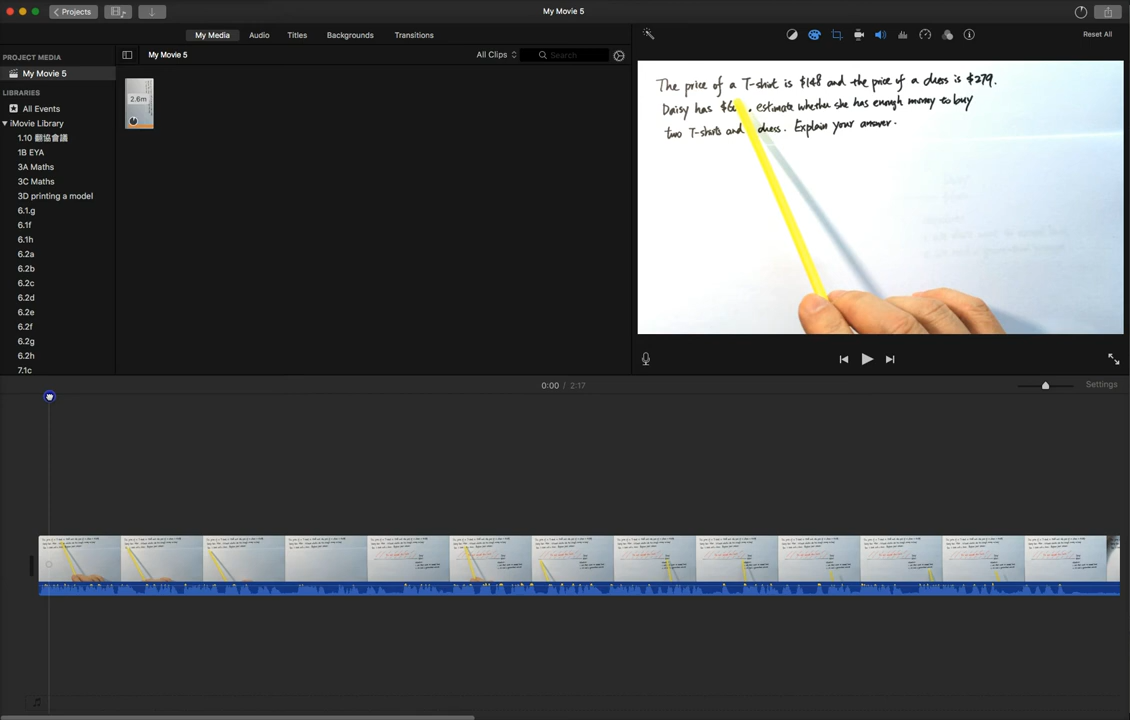 Projects
My Movie 5
My Media
Audio
Titles
Backgrounds
Transitions
PROJECT MEDIA
My Movie 5
LIBRARIES
All Events
iMovie Library
1.10 翻協會議
1B EYA
3A Maths
3C Maths
3D printing a model
6.1.g
6.1f
6.1h
6.2a
6.2b
6.2c
6.2d
6.2e
6.2f
6.2g
6.2h
7.1c
My Movie 5
All Clips
Search
2.6m
Reset All
The price of a T-shirt is $148 and the price of a dress is $279.
Daisy has $6 , estimate whether she has enough money to buy
two T-shirts and dress. Explain your answer.
0:00 / 2:17
Settings